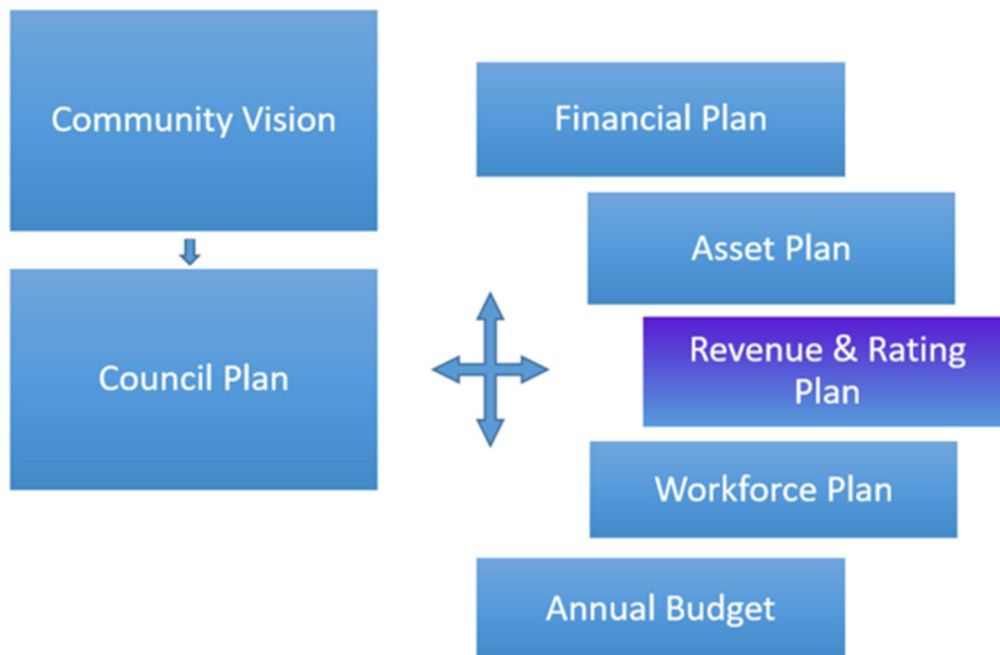 Community Vision
Council Plan
Financial Plan
Asset Plan
Revenue & Rating
Plan
Workforce Plan
Annual Budget